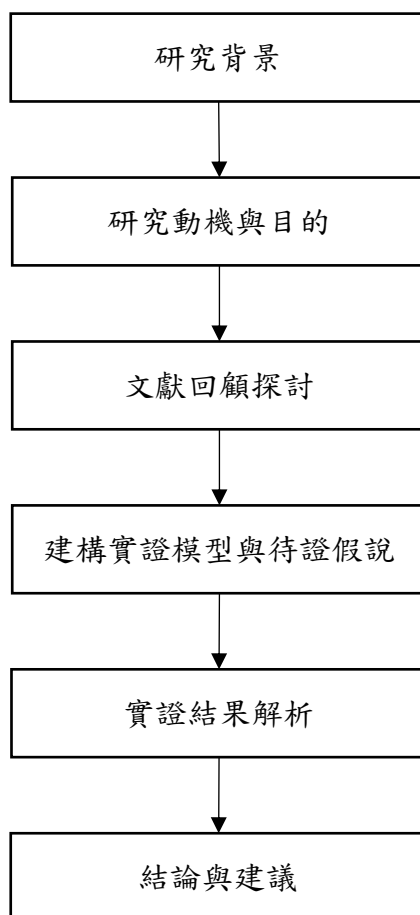 研究背景
研究動機與目的
文獻回顧探討
建構實證模型與待證假說
實證結果解析
結論與建議